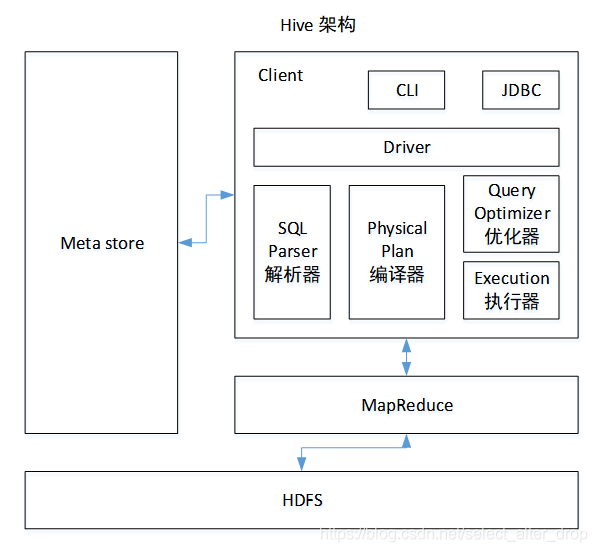 Hive 架构
Client
CLI
JDBC
Driver
Meta store
SQL
Parser
解析器
Physical
Plan
编译器
Query
Optimizer
优化器
Execution
执行器
MapReduce
HDFS
https://blog.csdn.net/select_after_drop